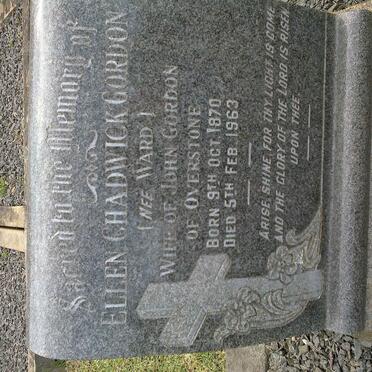 Sacred to the Memory of
ELLEN CHADWICK GORDON
(NEE WARD)
WIFE OF JOHN GORDON
OF OVERSTONE
BORN 9TH OCT 1870
DIED 5TH FEB. 1963
ARISE, SHINE FOR THY LIGHT IS COME
AND THE GLORY OF THE LORD IS RISEN
UPON THEE